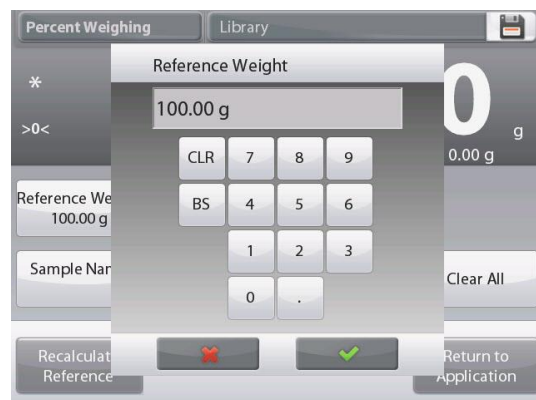 Percent Weighing
Library
Reference Weight
100.00 g
*
>0<
0
g
0.00 g
CLR 7 8 9
BS 4 5 6
1 2 3
0 .
Reference We
100.00 g
Sample Nar
Clear All
Recalculat
Reference
Return to
Application